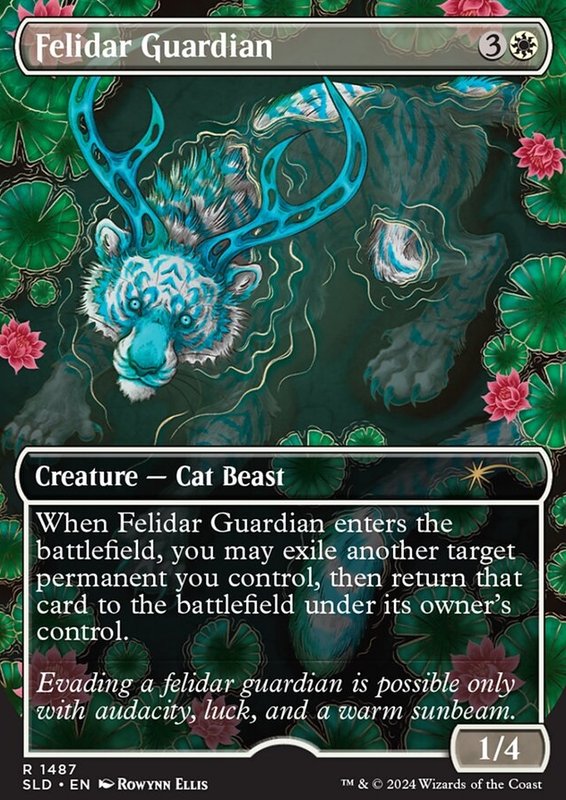 Felidar Guardian 3
Creature — Cat Beast
When Felidar Guardian enters the
battlefield, you may exile another target
permanent you control, then return that
card to the battlefield under its owner's
control.
Evading a felidar guardian is possible only
with audacity, luck, and a warm sunbeam.
1/4
R 1487
SLD • EN Rowynn Ellis
™ & © 2024 Wizards of the Coast